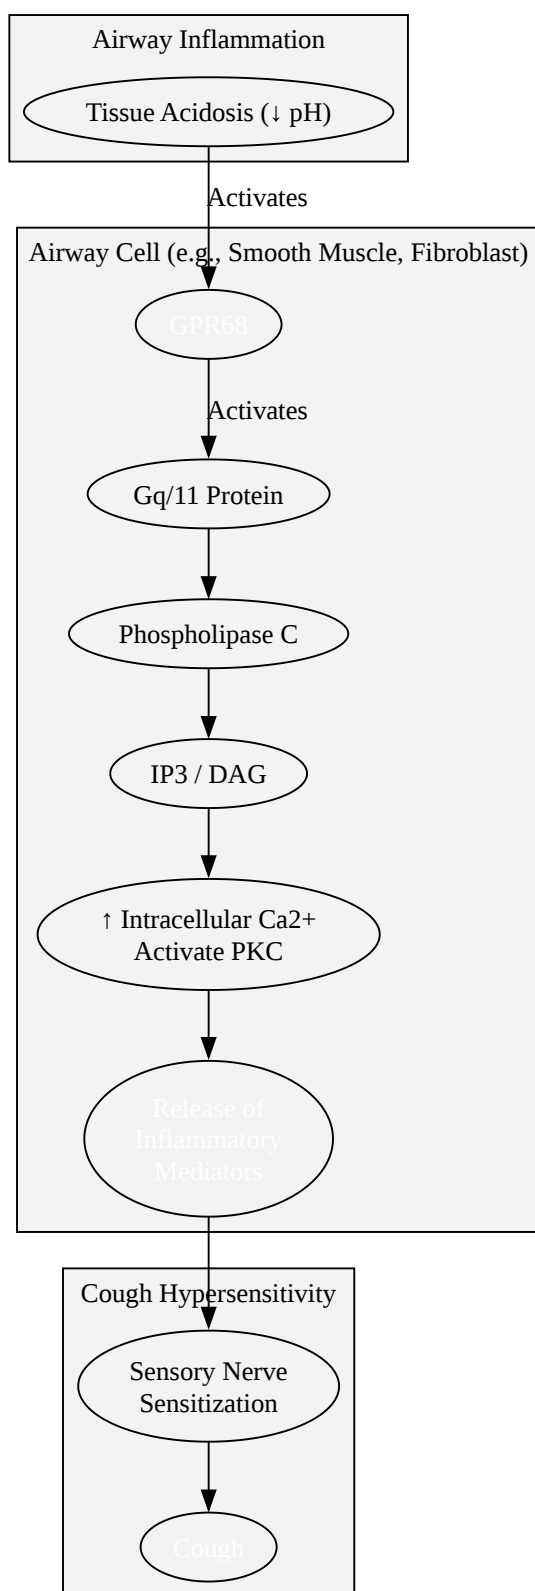 Airway Inflammation
Tissue Acidosis (↓ pH)
Activates
Airway Cell (e.g., Smooth Muscle, Fibroblast)
GPR68
Activates
Gq/11 Protein
Phospholipase C
IP3 / DAG
↑ Intracellular Ca2+
Activate PKC
Release of
Inflammatory
Mediators
Cough Hypersensitivity
Sensory Nerve
Sensitization
Cough